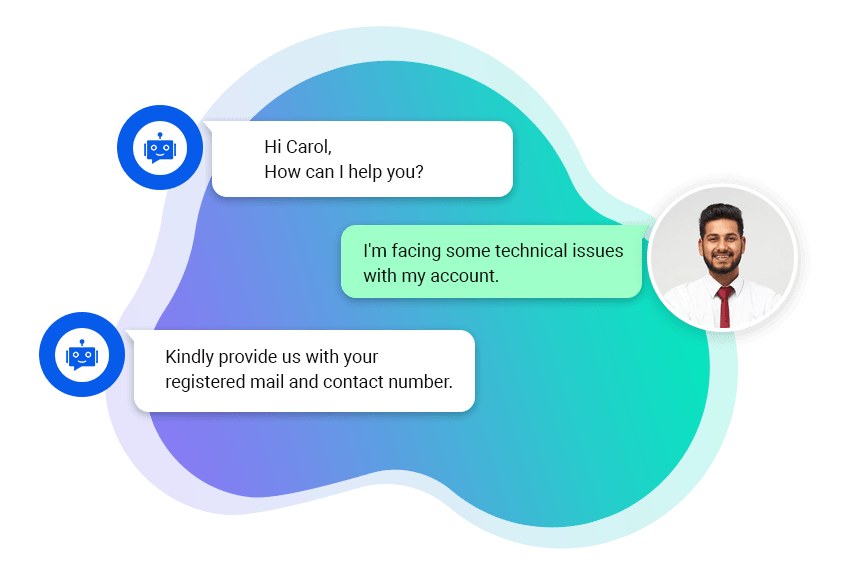 Hi Carol,
How can I help you?
I'm facing some technical issues
with my account.
Kindly provide us with your
registered mail and contact number.